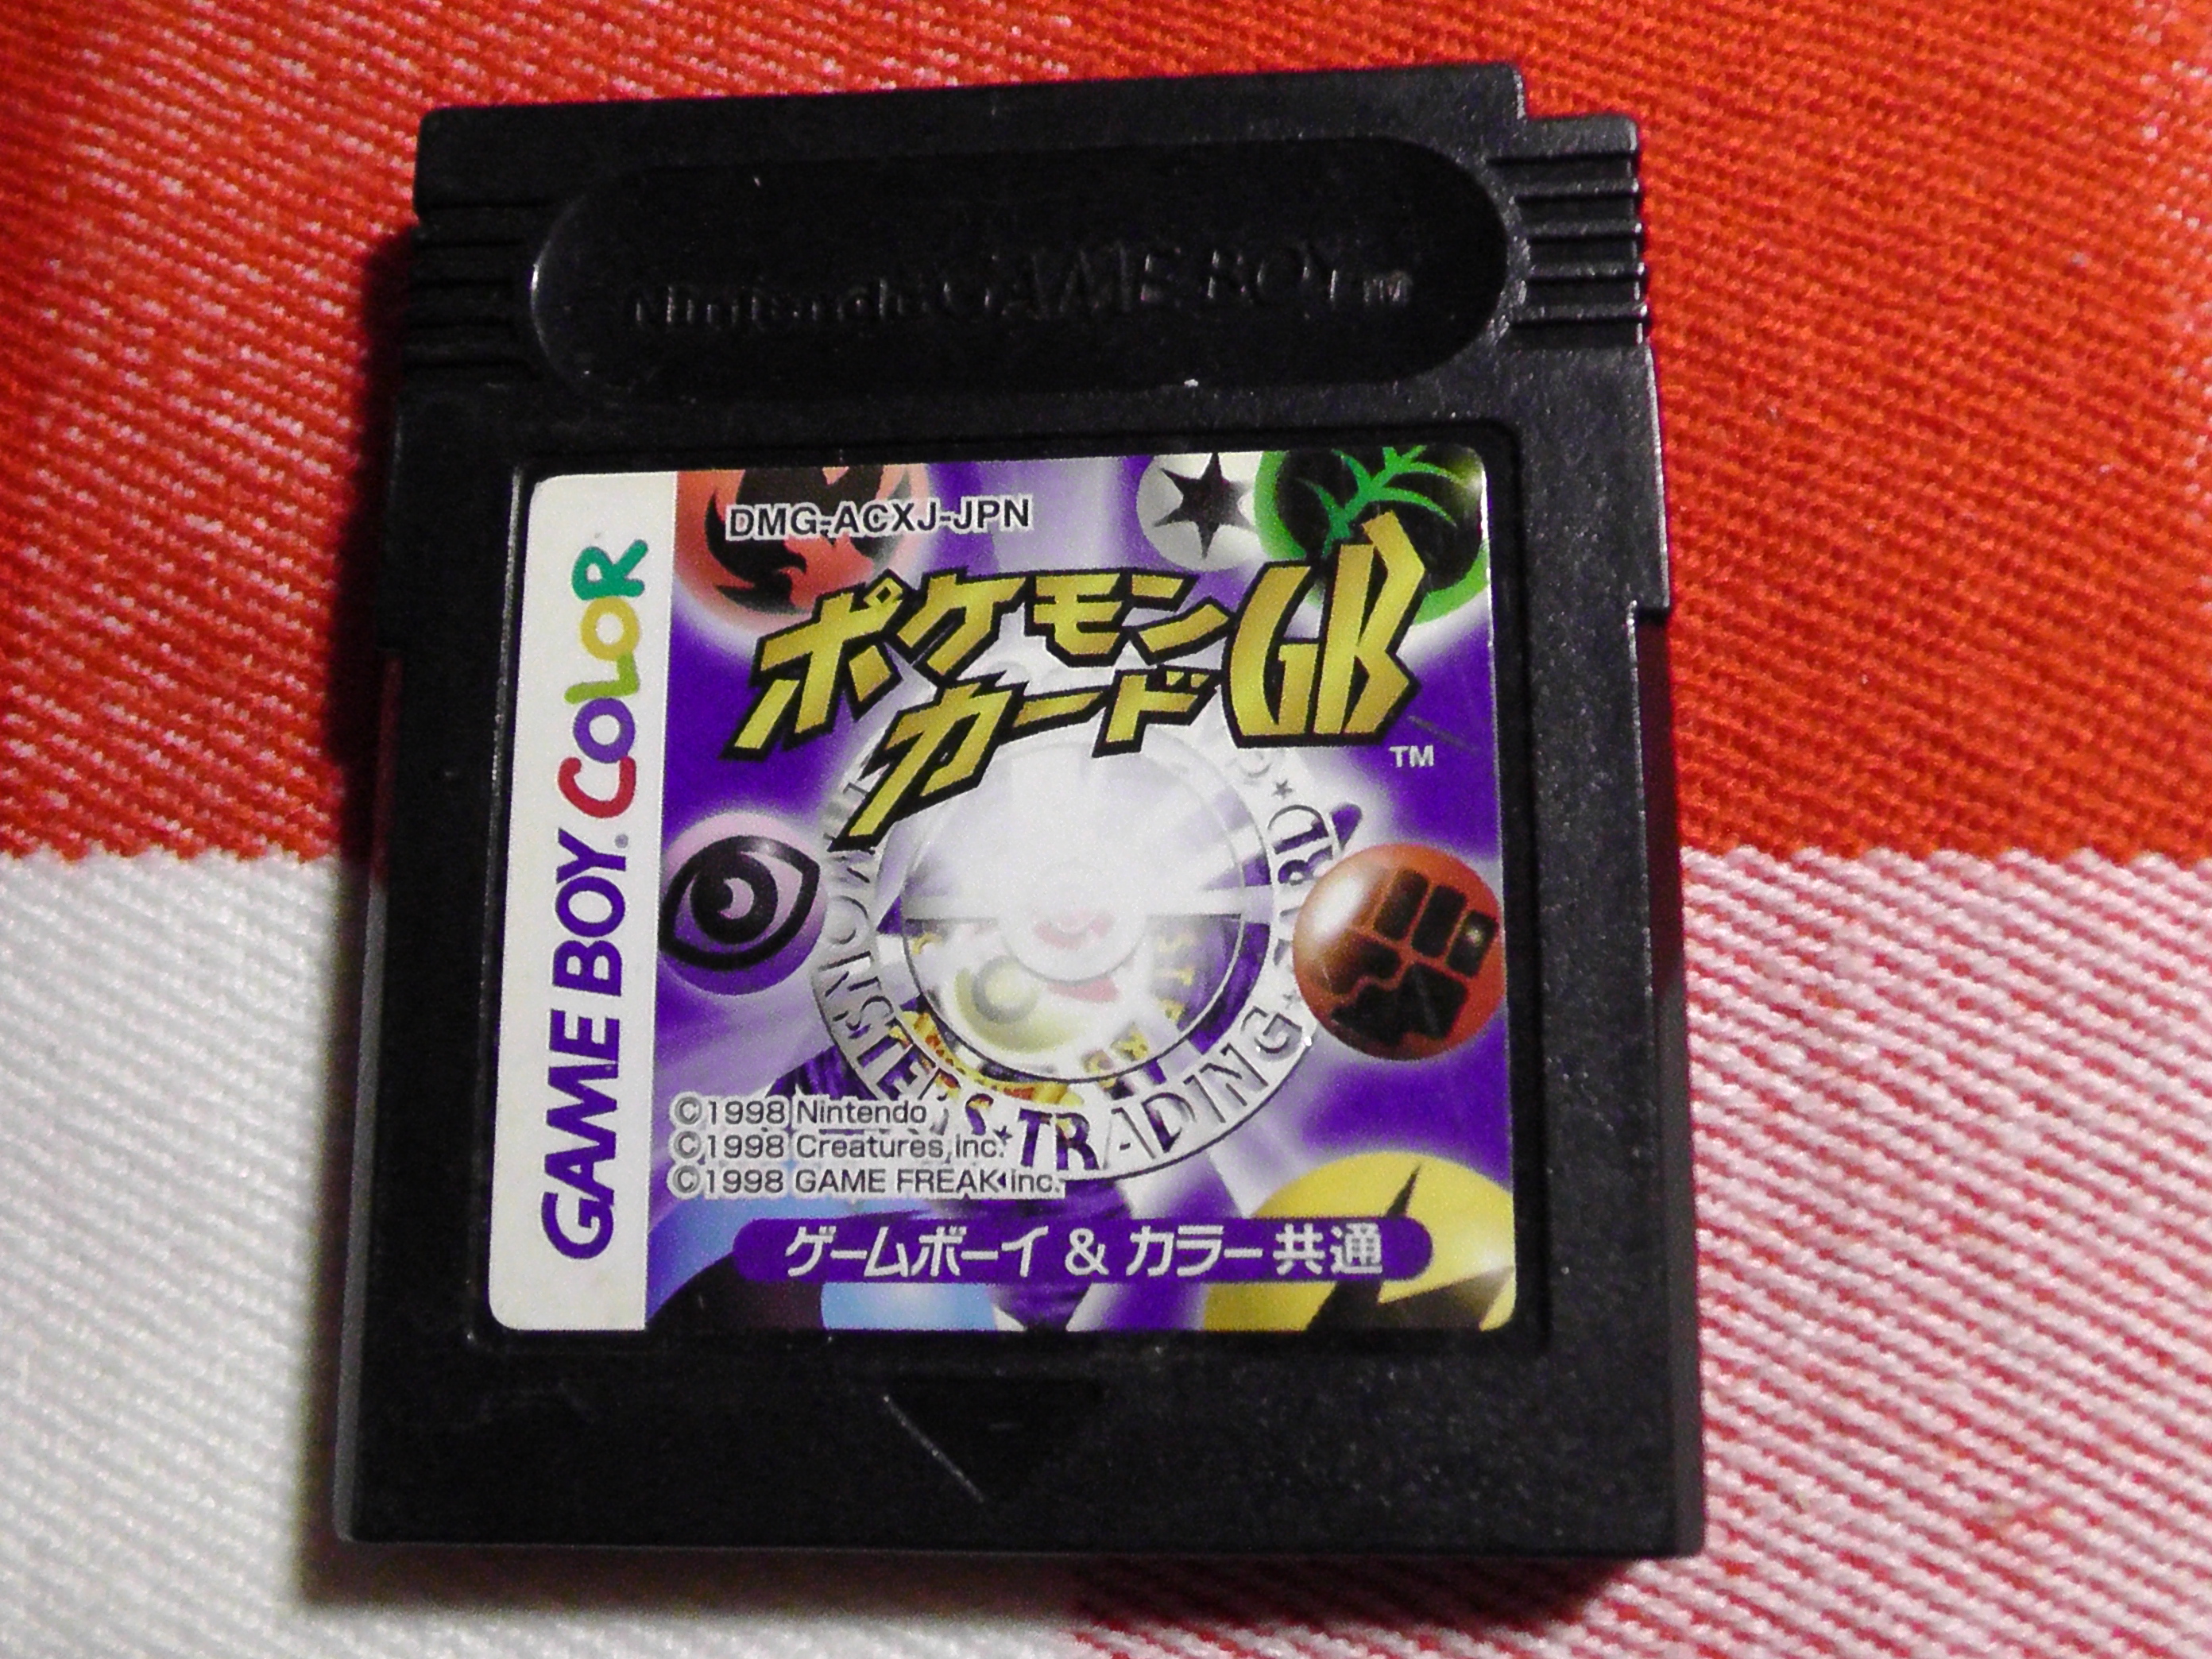 Nintendo GAME BOY TM
DMG-ACXJ-JPN
ポケモン
カードGB
TM
GAME BOY COLOR
MONSTERS★TRADING★CARD★
©1998 Nintendo
©1998 Creatures,inc.
©1998 GAME FREAK inc.
ゲームボーイ & カラー共通